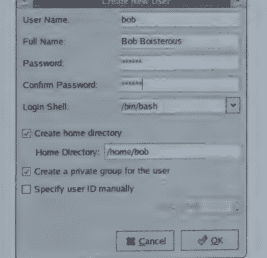 Create New User
User Name: bob
Full Name: Bob Boisterous
Password: ******
Confirm Password: ******
Login Shell: /bin/bash
Create home directory
Home Directory: /home/bob
Create a private group for the user
Specify user ID manually
Cancel OK